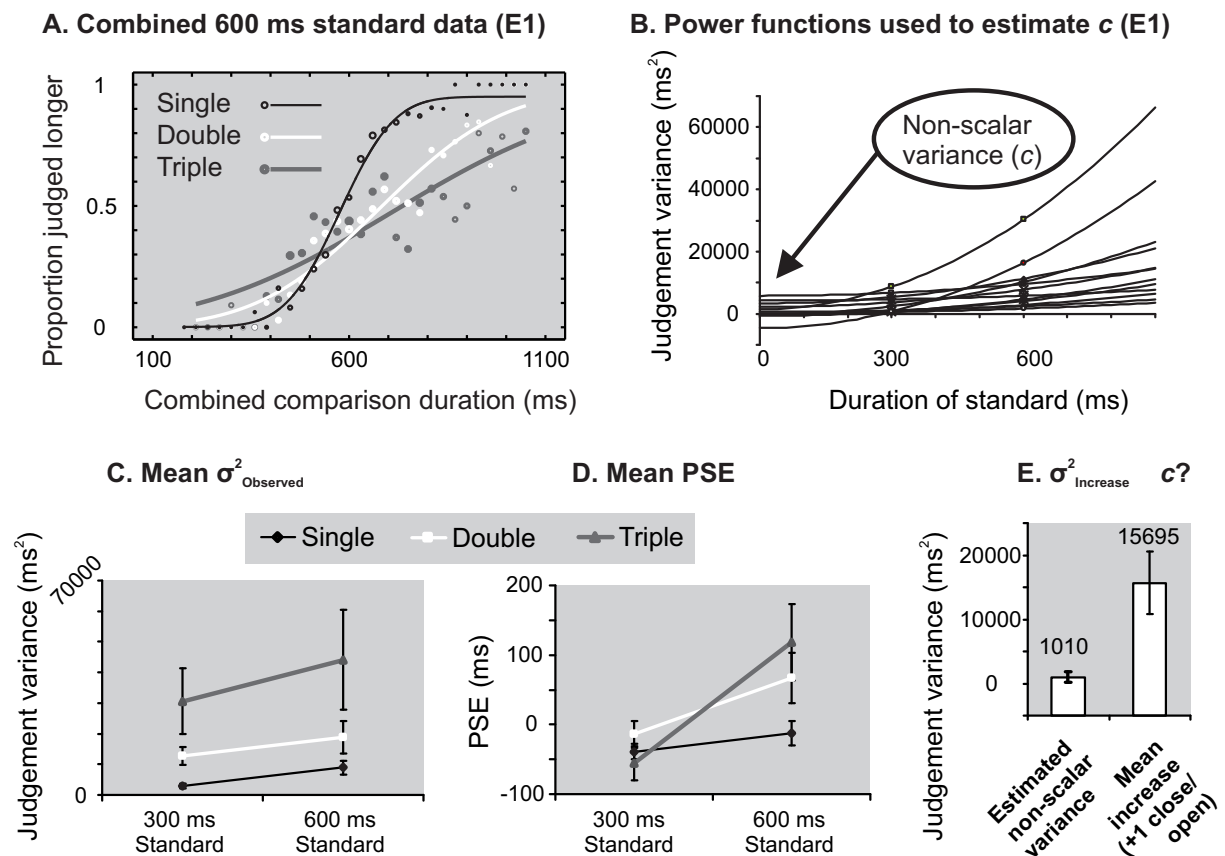 A. Combined 600 ms standard data (E1)
Proportion judged longer
1
0.5
0
Single
Double
Triple
100 600 1100
Combined comparison duration (ms)
B. Power functions used to estimate c (E1)
Judgement variance (ms²)
60000
40000
20000
0
Non-scalar
variance (c)
0 300 600
Duration of standard (ms)
C. Mean σ²Observed
D. Mean PSE
Single Double Triple
Judgement variance (ms²)
70000
0
300 ms
Standard
600 ms
Standard
PSE (ms)
200
100
0
-100
300 ms
Standard
600 ms
Standard
E. σ²Increase c?
Judgement variance (ms²)
20000
10000
0
1010
15695
Estimated
non-scalar
variance
Mean
increase
(+1 close/
open)